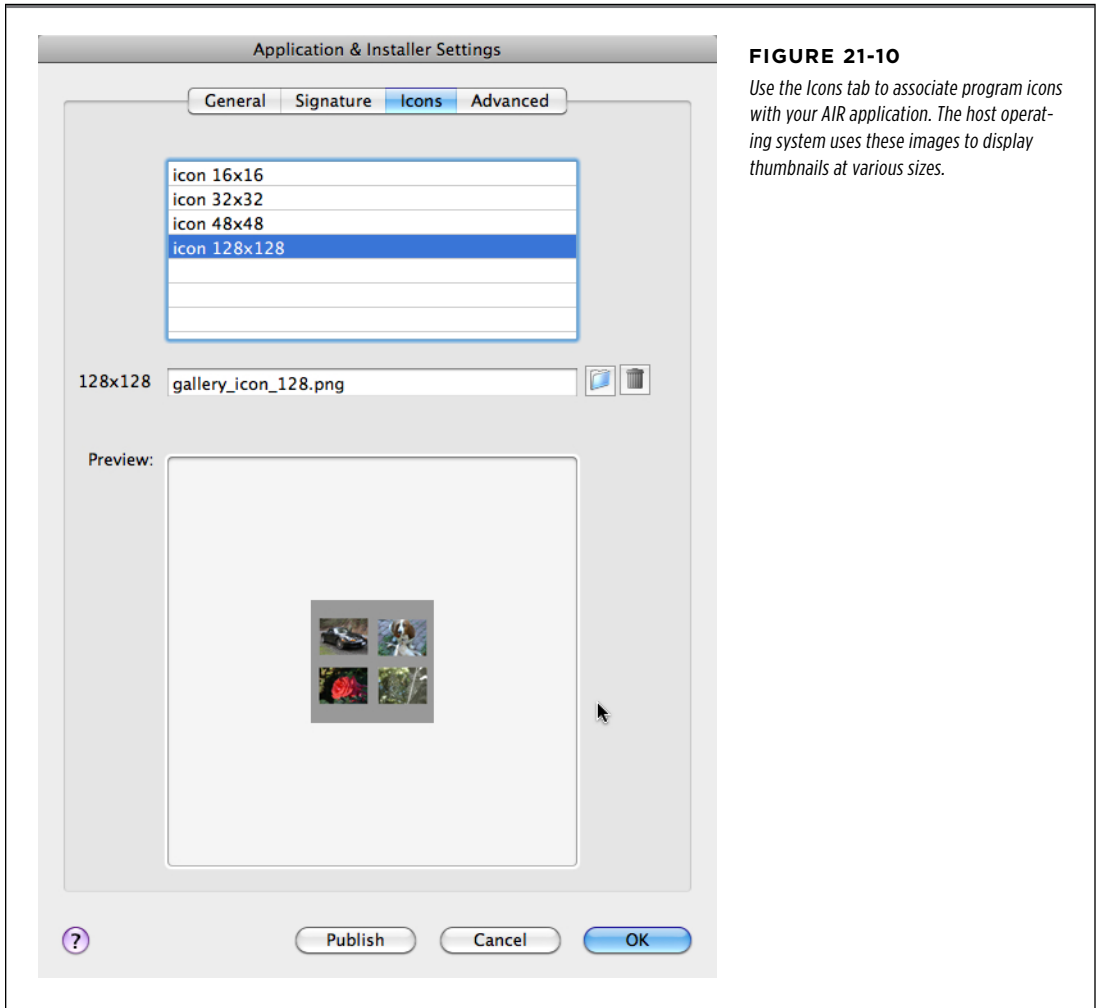 Application & Installer Settings
General Signature Icons Advanced
icon 16x16
icon 32x32
icon 48x48
icon 128x128
128x128 gallery_icon_128.png
Preview:
? Publish Cancel OK
FIGURE 21-10
Use the Icons tab to associate program icons
with your AIR application. The host operat-
ing system uses these images to display
thumbnails at various sizes.